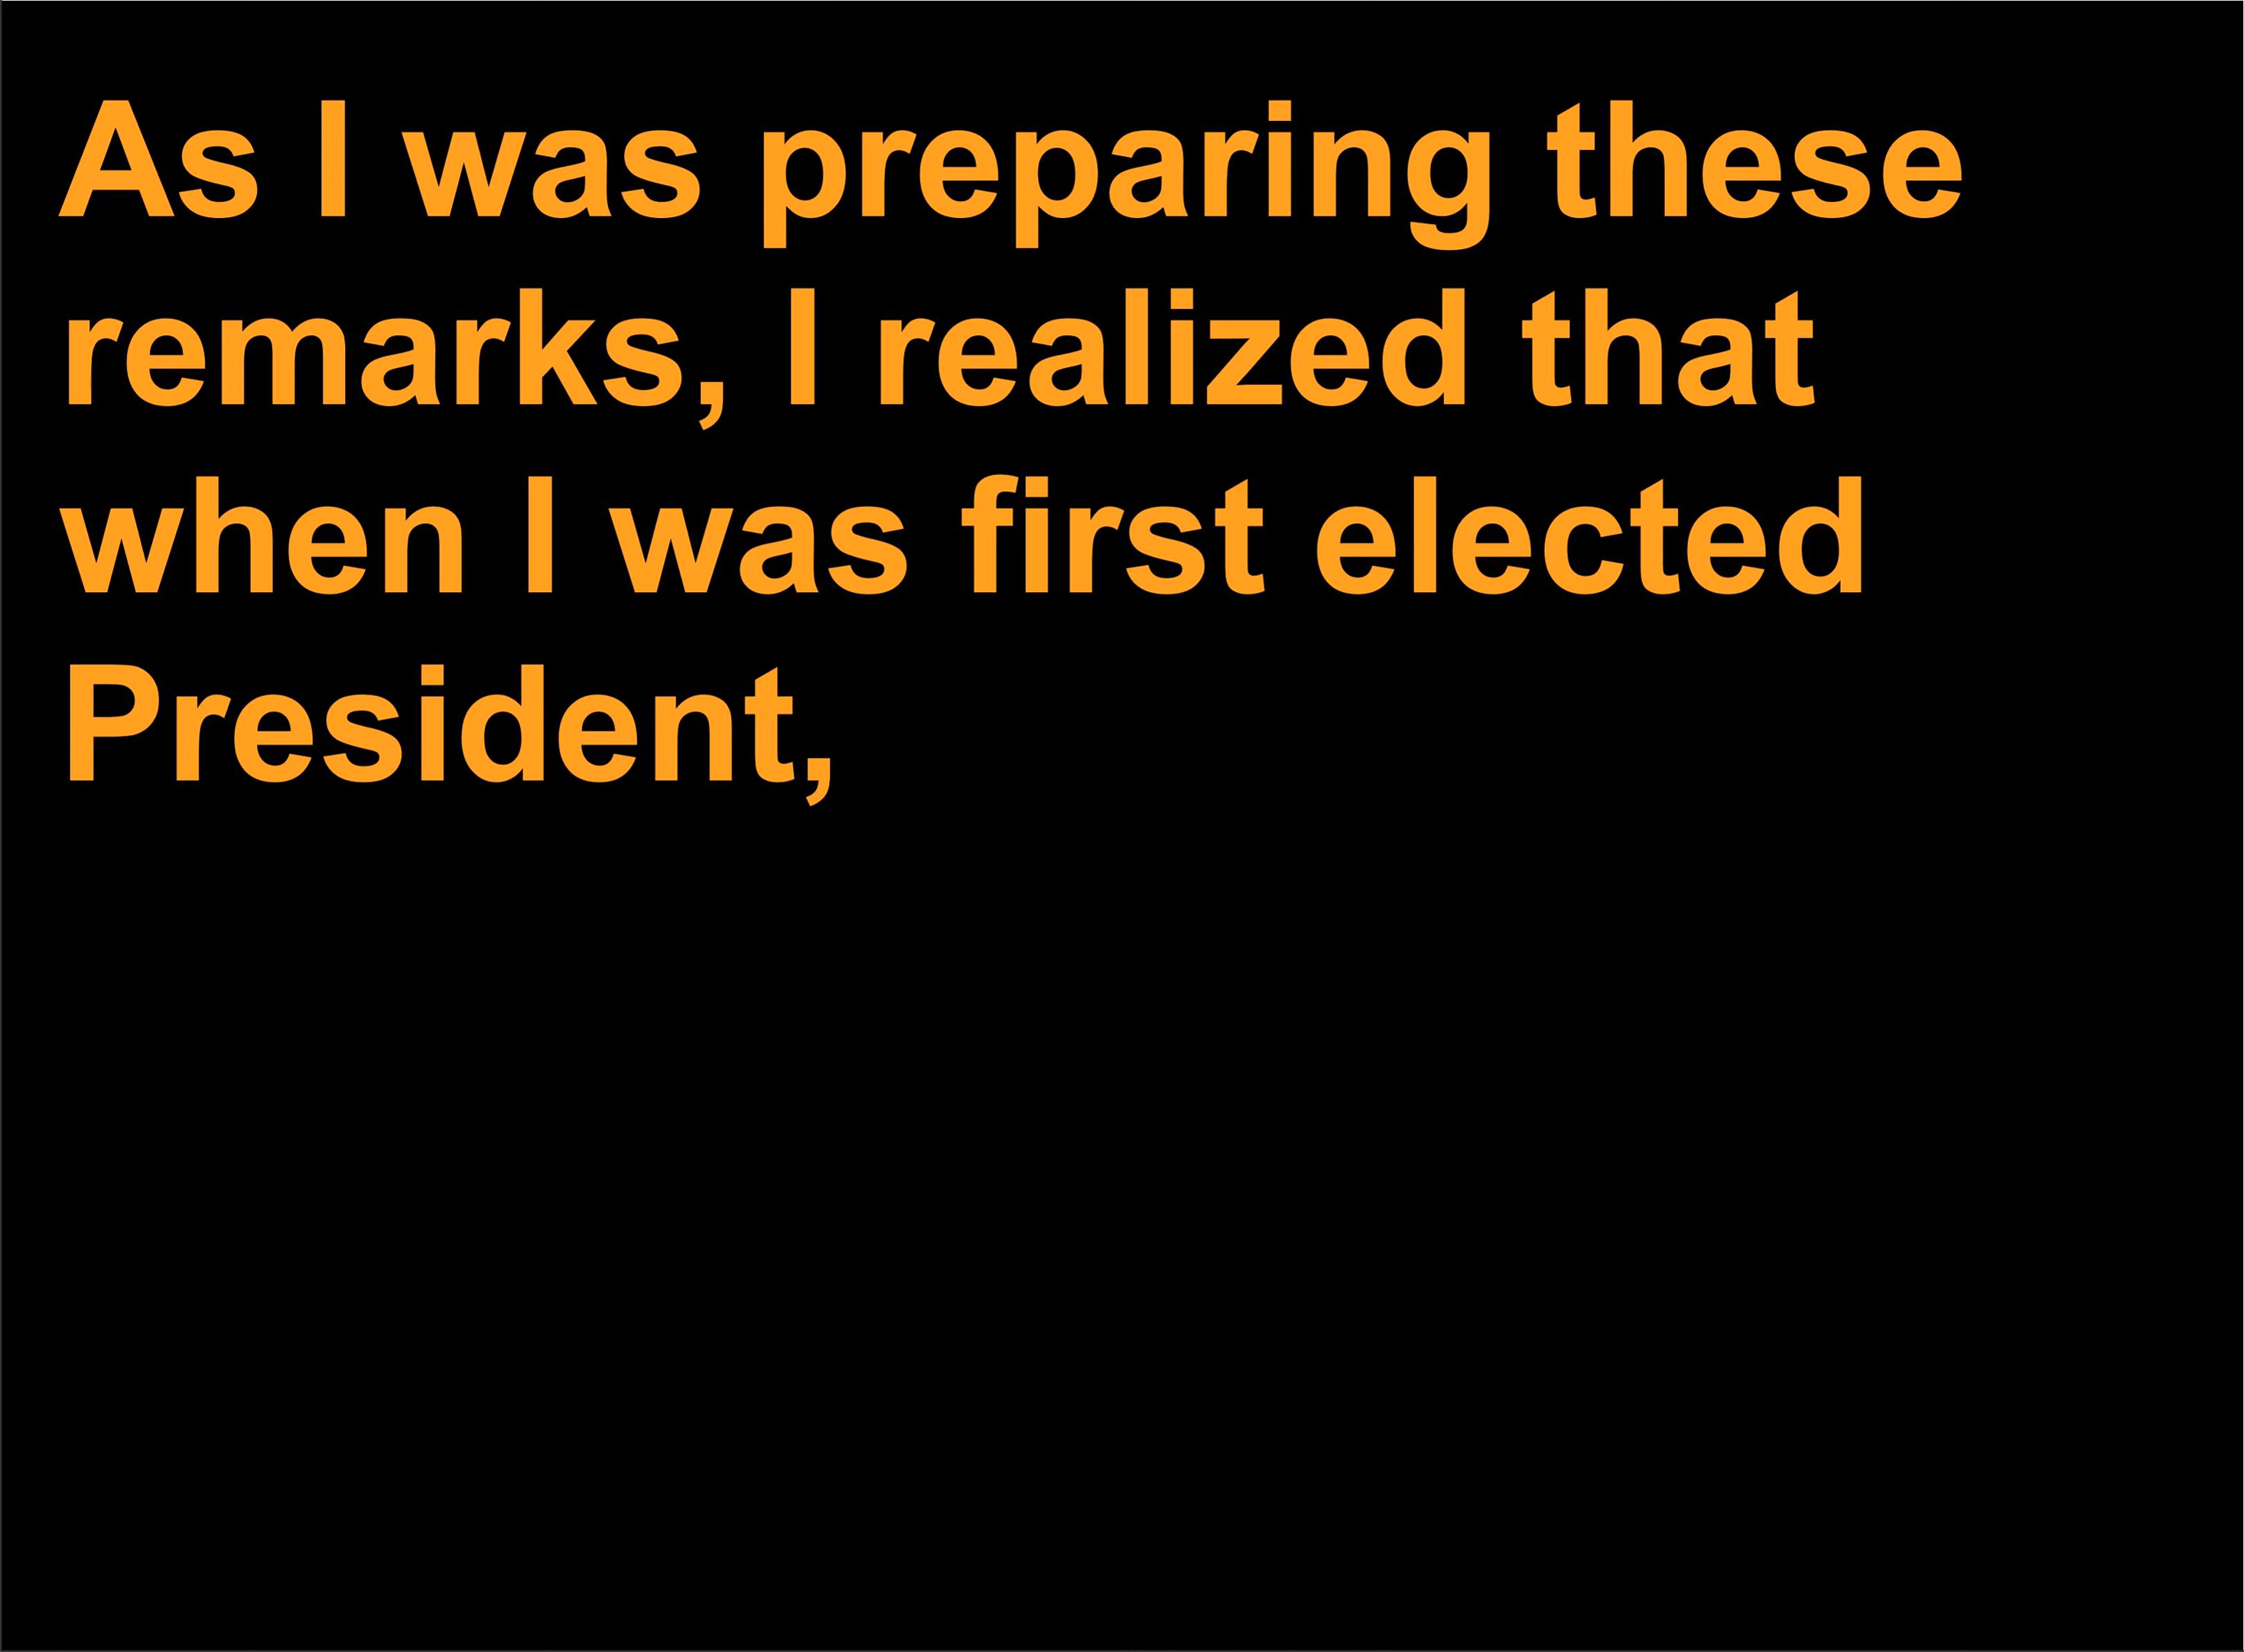 As I was preparing these
remarks, I realized that
when I was first elected
President,